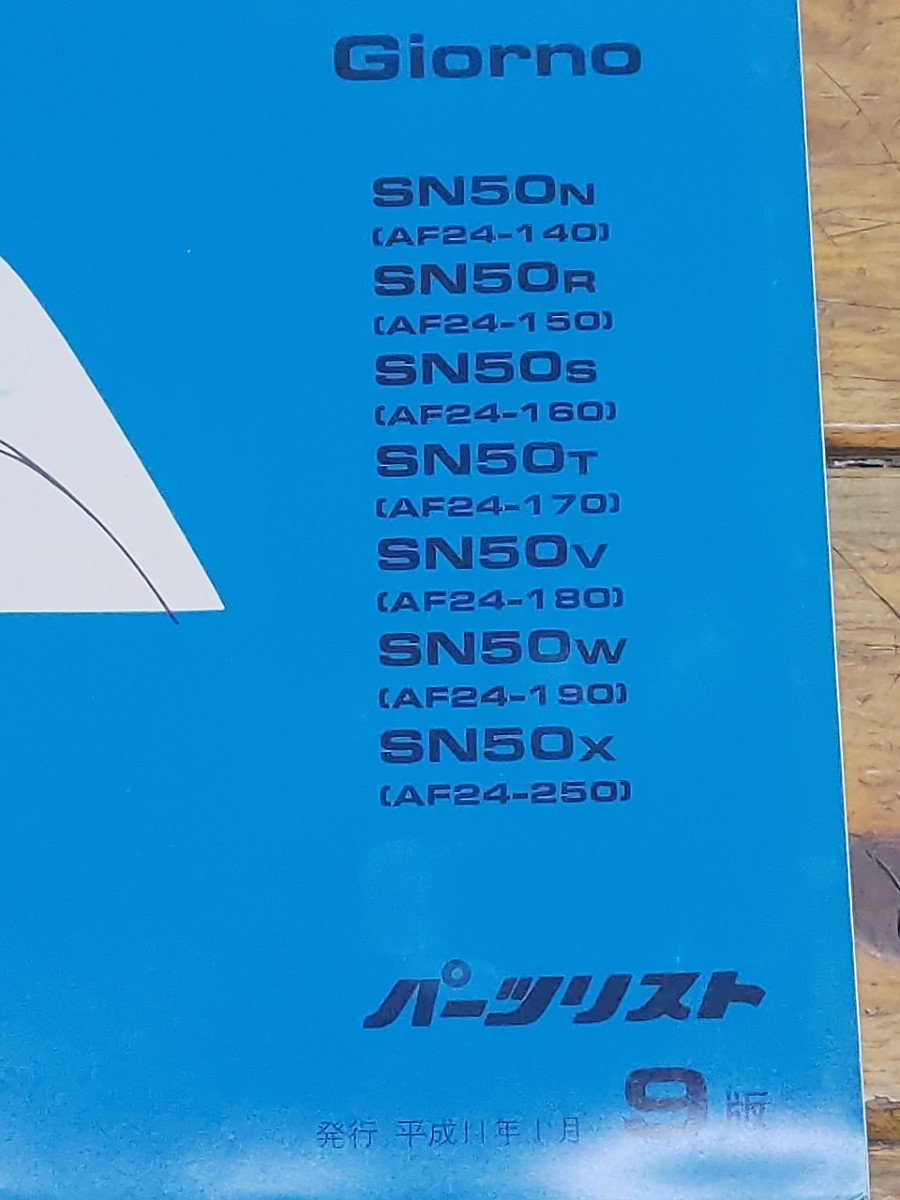 Giorno
SN50N
(AF24-140)
SN50R
(AF24-150)
SN50S
(AF24-160)
SN50T
(AF24-170)
SN50V
(AF24-180)
SN50W
(AF24-190)
SN50X
(AF24-250)
パーツリスト
9版
発行 平成11年1月